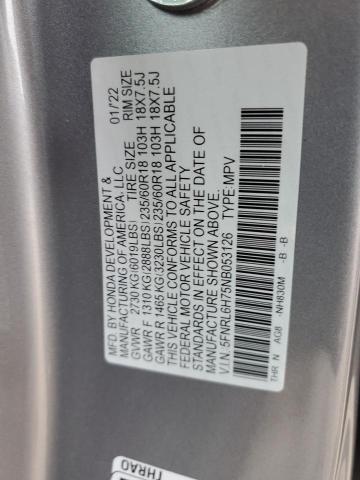 MFD. BY HONDA DEVELOPMENT &
MANUFACTURING OF AMERICA, LLC 01/22
GVWR 2730 KG(6019LBS) TIRE SIZE RIM SIZE
GAWR F 1310 KG(2888LBS) 235/60R18 103H 18X7.5J
GAWR R 1465 KG(3230LBS) 235/60R18 103H 18X7.5J
THIS VEHICLE CONFORMS TO ALL APPLICABLE
FEDERAL MOTOR VEHICLE SAFETY
STANDARDS IN EFFECT ON THE DATE OF
MANUFACTURE SHOWN ABOVE.
V.I.N. 5FNRL6H75NB053126 TYPE:MPV
THR N AG8 -NH830M -B -B
THRA0